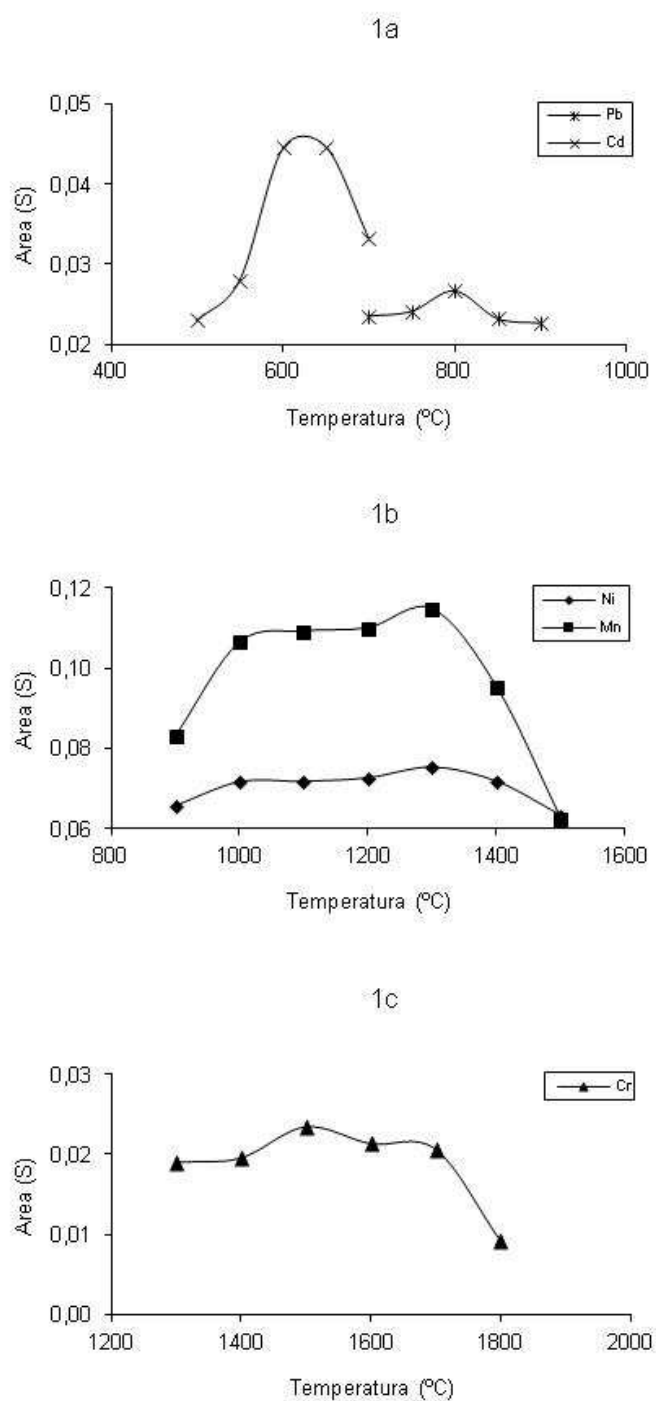 1a
0,05
0,04
0,03
0,02
Area (S)
Pb
Cd
400 600 800 1000
Temperatura (ºC)
1b
0,12
0,10
0,08
0,06
Area (S)
Ni
Mn
800 1000 1200 1400 1600
Temperatura (ºC)
1c
0,03
0,02
0,01
0,00
Area (S)
Cr
1200 1400 1600 1800 2000
Temperatura (ºC)